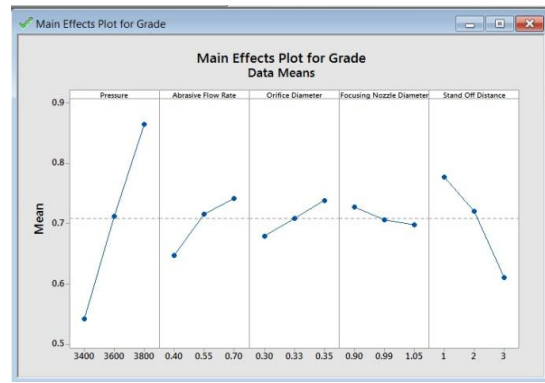 Main Effects Plot for Grade
Main Effects Plot for Grade
Data Means
Pressure Abrasive Flow Rate Orifice Diameter Focusing Nozzle Diameter Stand Off Distance
0.9
0.8
0.7
0.6
0.5
Mean
3400 3600 3800 0.40 0.55 0.70 0.30 0.33 0.35 0.90 0.99 1.05 1 2 3